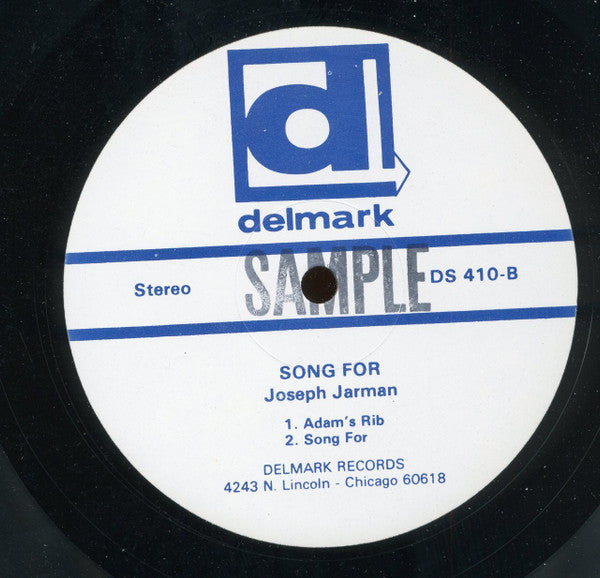 d
delmark
Stereo SAMPLE DS 410-B
SONG FOR
Joseph Jarman
1. Adam's Rib
2. Song For
DELMARK RECORDS
4243 N. Lincoln - Chicago 60618